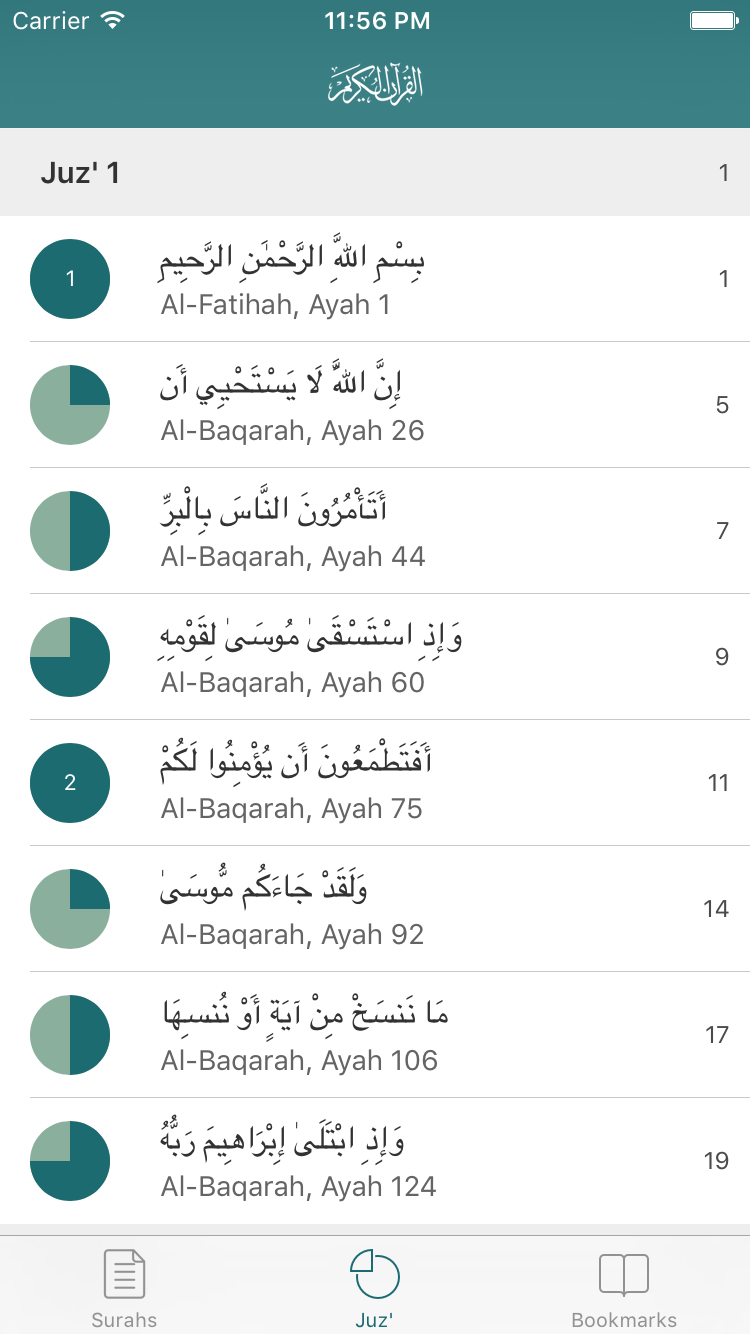 Carrier 11:56 PM
القرآن الكريم
Juz' 1 1
1 بِسْمِ اللَّهِ الرَّحْمَٰنِ الرَّحِيمِ 1
Al-Fatihah, Ayah 1
إِنَّ اللَّهَ لَا يَسْتَحْيِي أَن 5
Al-Baqarah, Ayah 26
أَتَأْمُرُونَ النَّاسَ بِالْبِرِّ 7
Al-Baqarah, Ayah 44
وَإِذِ اسْتَسْقَىٰ مُوسَىٰ لِقَوْمِهِ 9
Al-Baqarah, Ayah 60
2 أَفَتَطْمَعُونَ أَن يُؤْمِنُوا لَكُمْ 11
Al-Baqarah, Ayah 75
وَلَقَدْ جَاءَكُم مُّوسَىٰ 14
Al-Baqarah, Ayah 92
مَا نَنسَخْ مِنْ آيَةٍ أَوْ نُنسِهَا 17
Al-Baqarah, Ayah 106
وَإِذِ ابْتَلَىٰ إِبْرَاهِيمَ رَبُّهُ 19
Al-Baqarah, Ayah 124
Surahs Juz' Bookmarks